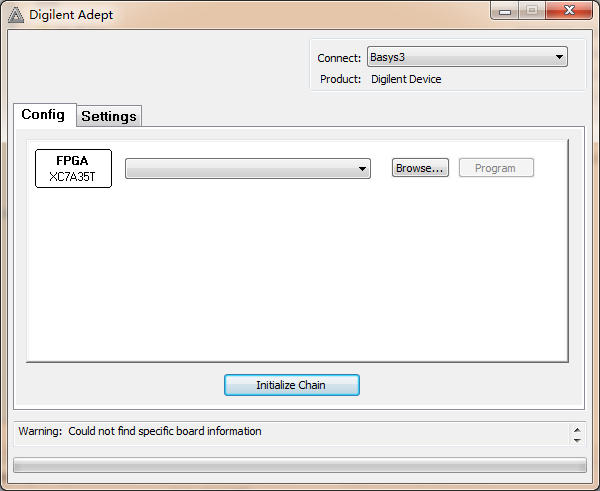 Digilent Adept
Connect: Basys3
Product: Digilent Device
Config Settings
FPGA
XC7A35T
Browse... Program
Initialize Chain
Warning: Could not find specific board information